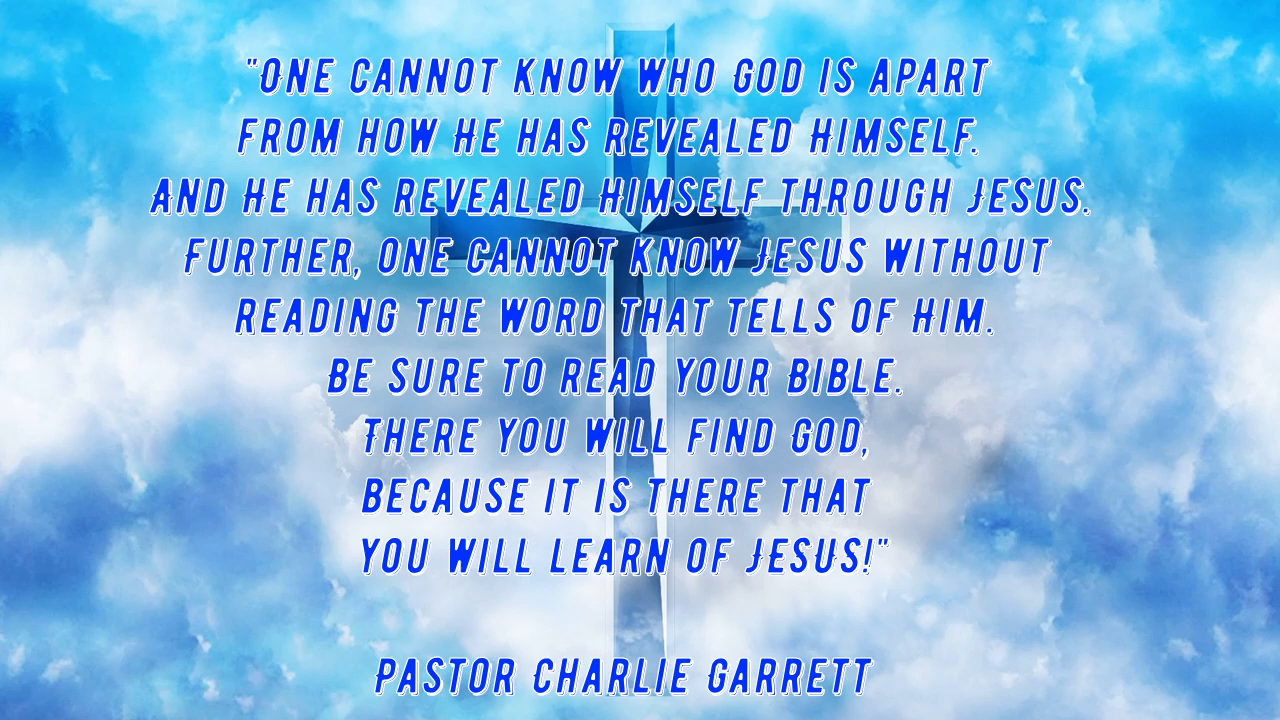 "One cannot know who God is apart
from how He has revealed Himself.
And He has revealed Himself through Jesus.
Further, one cannot know Jesus without
reading the Word that tells of Him.
Be sure to read your Bible.
There you will find God,
because it is there that
you will learn of Jesus!"
Pastor Charlie Garrett